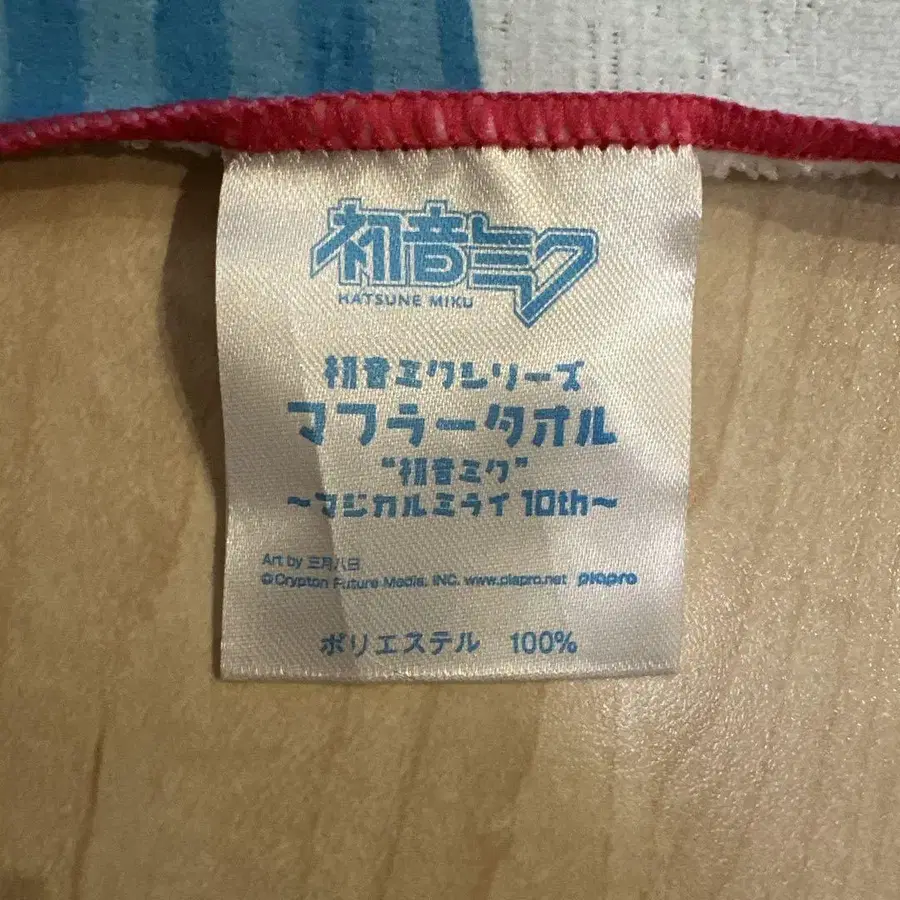 初音ミク
HATSUNE MIKU
初音ミクシリーズ
マフラータオル
"初音ミク"
～マジカルミライ 10th～
Art by 三月八日
©Crypton Future Media, INC. www.piapro.net piapro
ポリエステル 100%